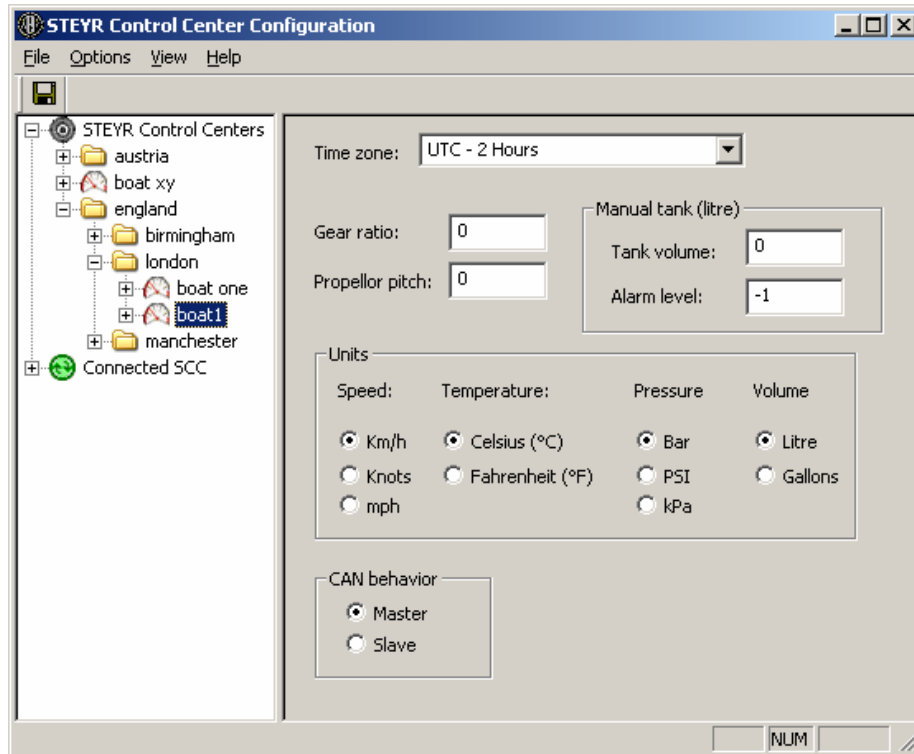 STEYR Control Center Configuration
File Options View Help
STEYR Control Centers
austria
boat xy
england
birmingham
london
boat one
boat1
manchester
Connected SCC
Time zone: UTC - 2 Hours
Gear ratio: 0
Propellor pitch: 0
Manual tank (litre)
Tank volume: 0
Alarm level: -1
Units
Speed: Temperature: Pressure Volume
Km/h Celsius (°C) Bar Litre
Knots Fahrenheit (°F) PSI Gallons
mph kPa
CAN behavior
Master
Slave
NUM